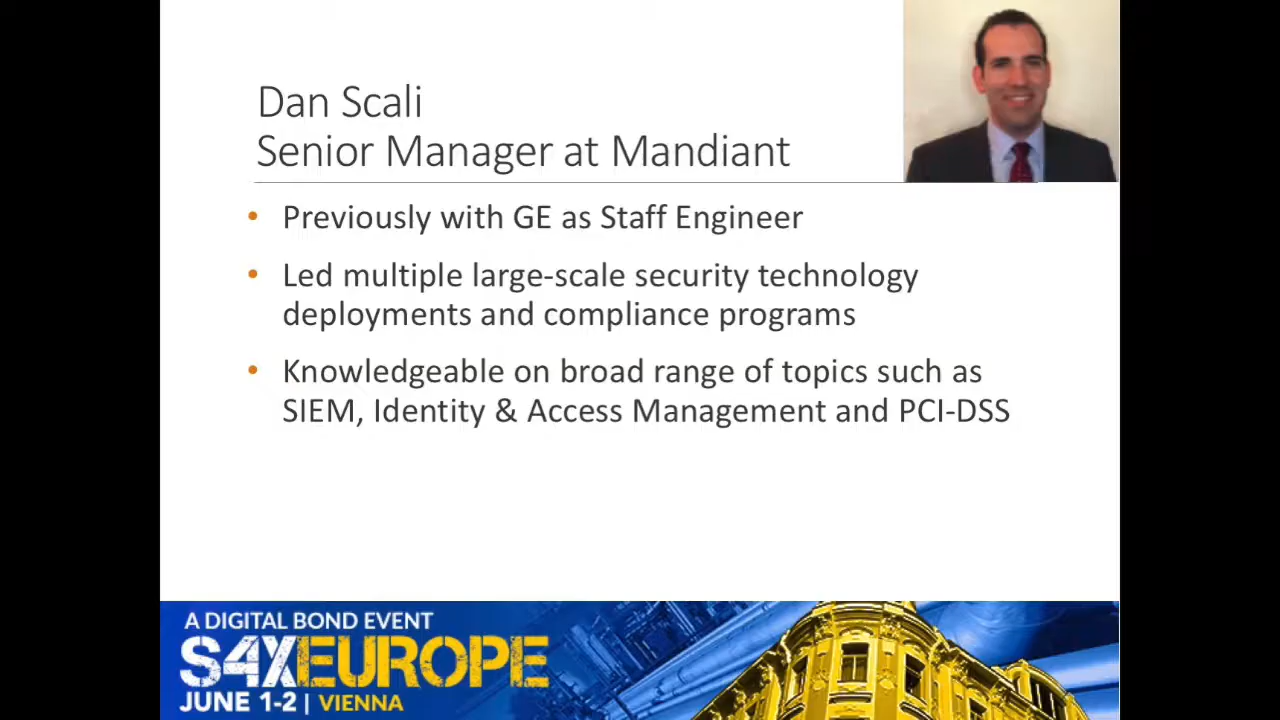 Dan Scali
Senior Manager at Mandiant
• Previously with GE as Staff Engineer
• Led multiple large-scale security technology
deployments and compliance programs
• Knowledgeable on broad range of topics such as
SIEM, Identity & Access Management and PCI-DSS
A DIGITAL BOND EVENT
S4XEUROPE
JUNE 1-2 | VIENNA